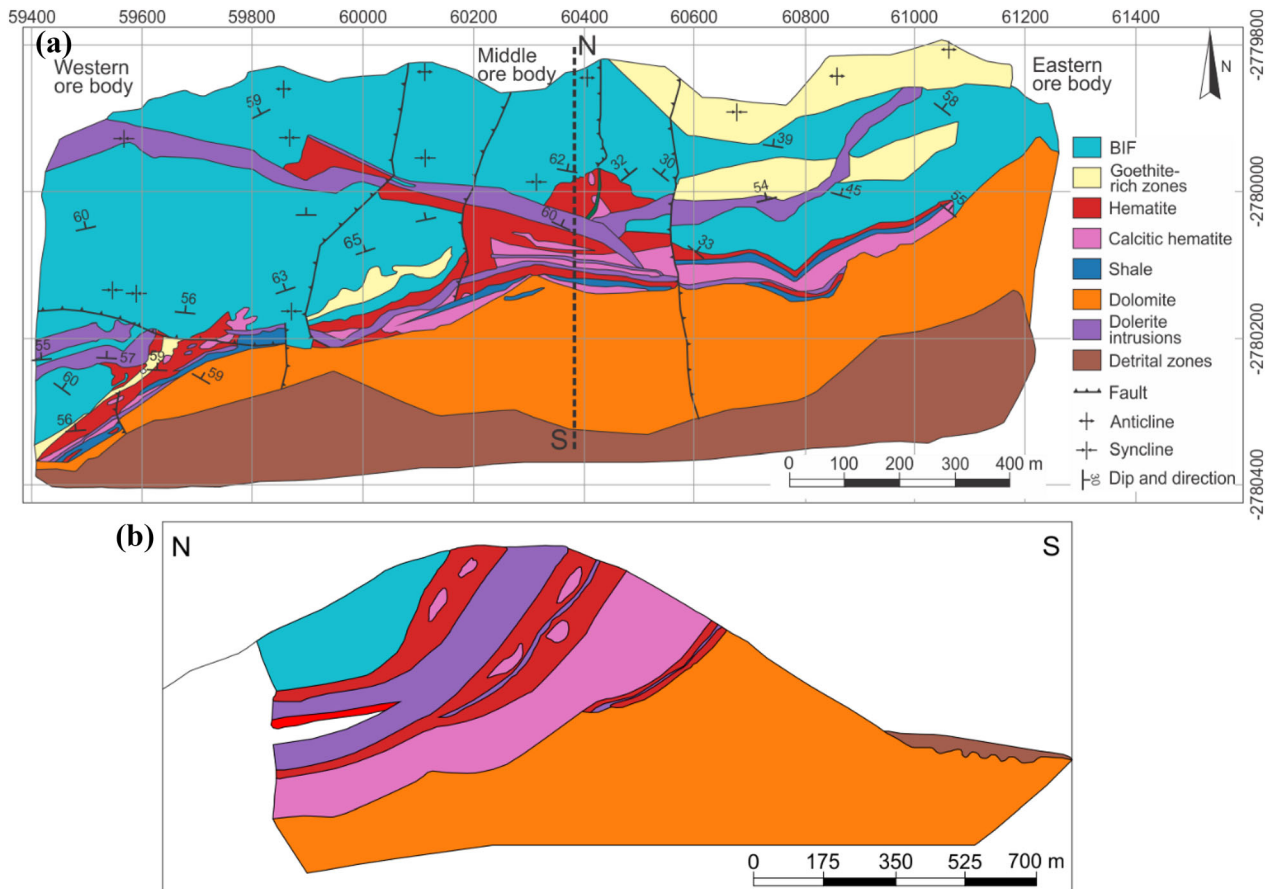 59400 59600 59800 60000 60200 60400 60600 60800 61000 61200 61400
(a)
N
Western
ore body
Middle
ore body
Eastern
ore body
N
-2779800
-2780000
-2780200
-2780400
59
62
32
30
39
58
54
45
55
60
60
65
63
56
33
55
57
59
60
59
56
S
BIF
Goethite-
rich zones
Hematite
Calcitic hematite
Shale
Dolomite
Dolerite
intrusions
Detrital zones
Fault
Anticline
Syncline
30 Dip and direction
0 100 200 300 400 m
(b)
N
S
0 175 350 525 700 m